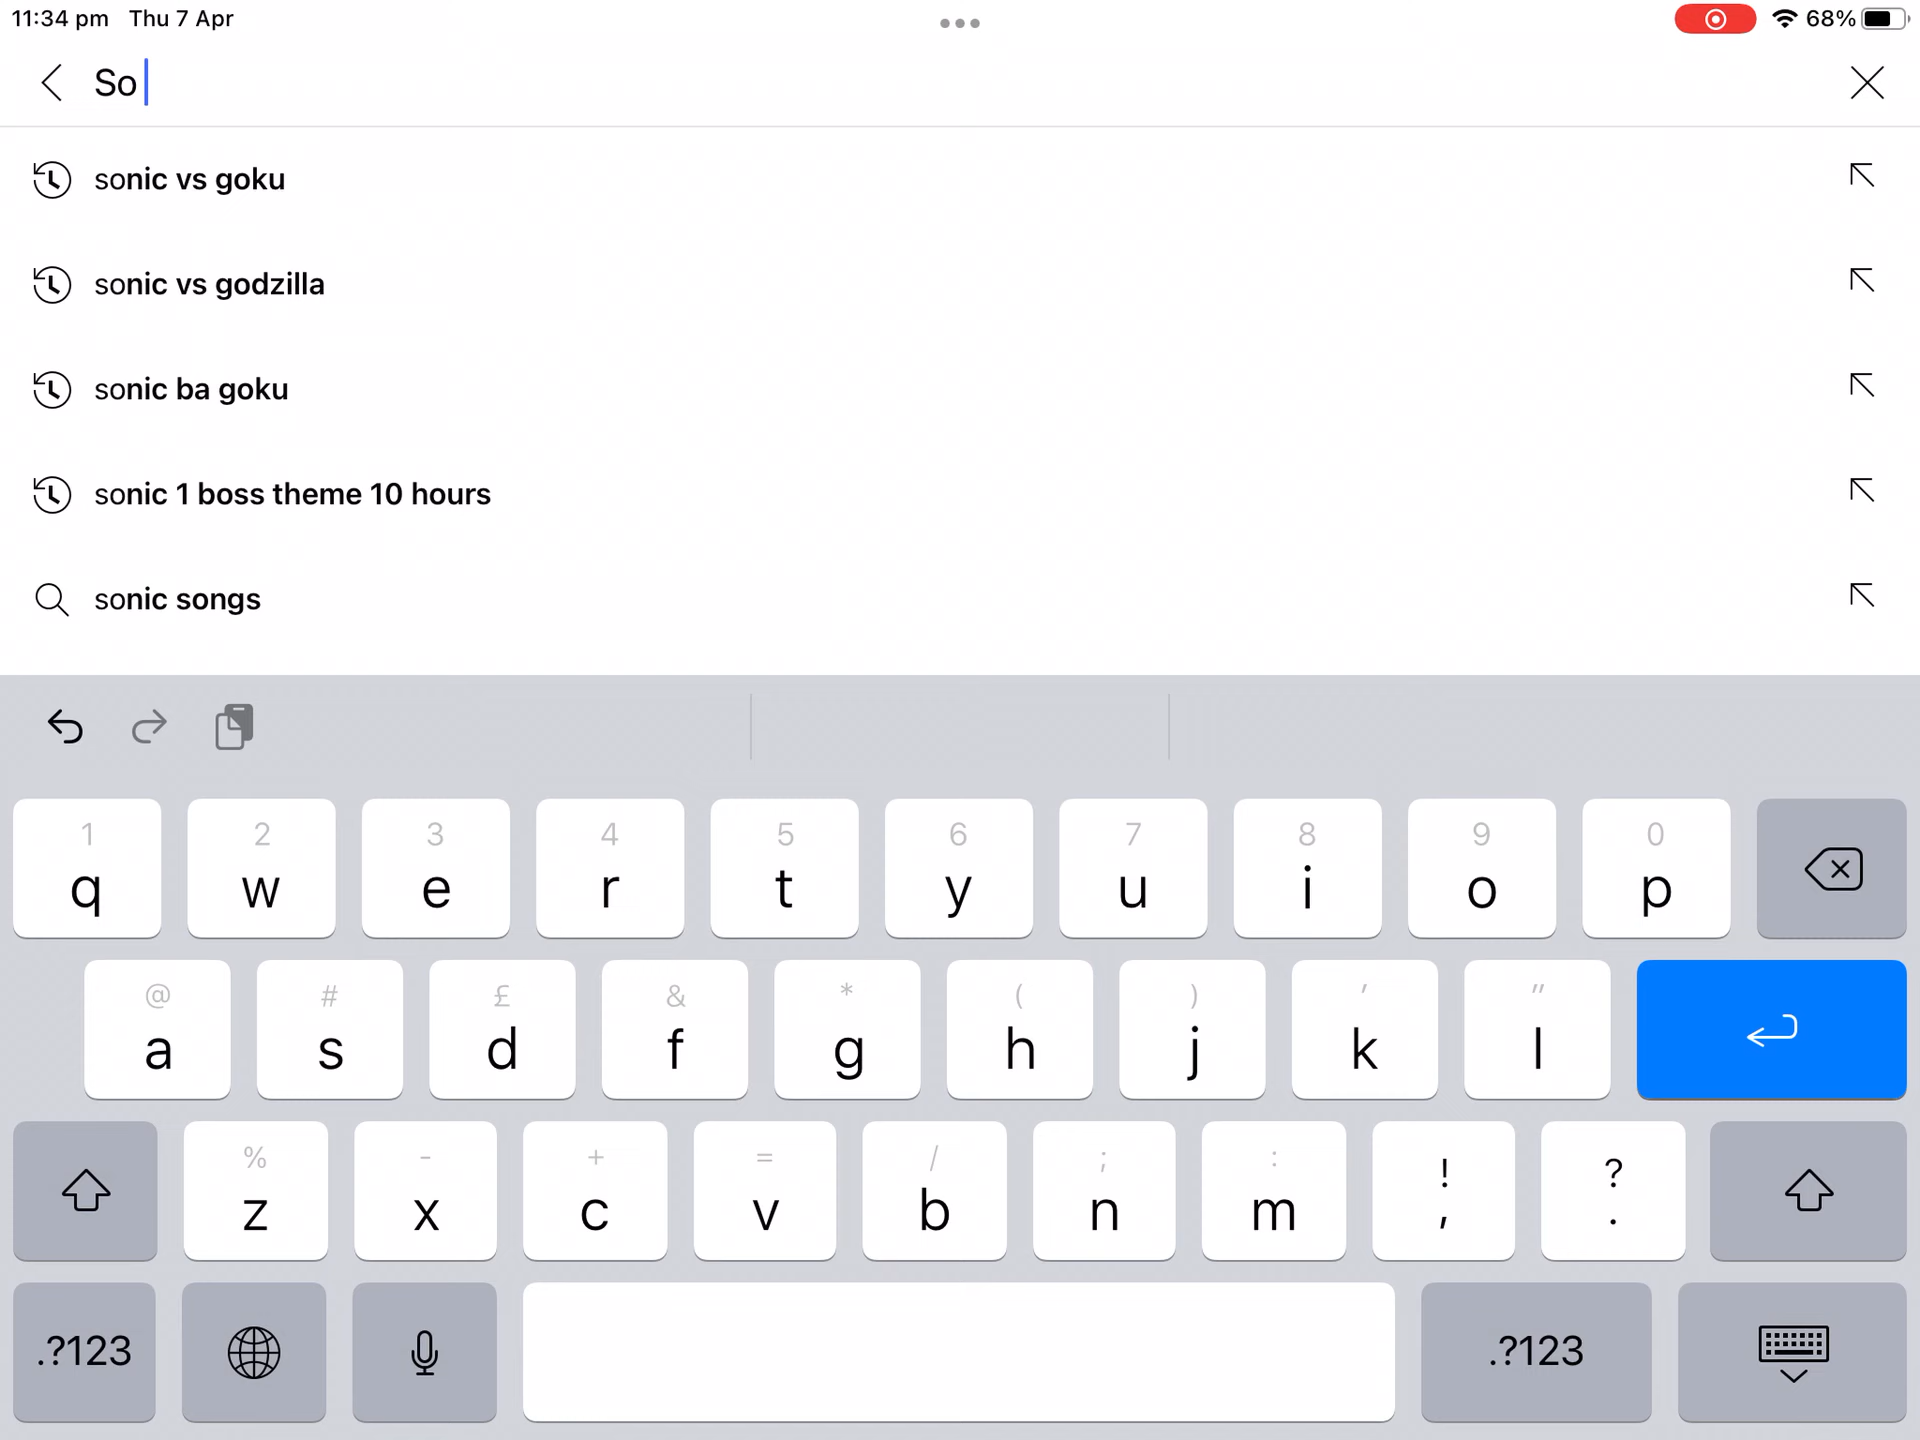 11:34 pm Thu 7 Apr 68%
So
sonic vs goku
sonic vs godzilla
sonic ba goku
sonic 1 boss theme 10 hours
sonic songs
1 2 3 4 5 6 7 8 9 0
q w e r t y u i o p
@ # £ & * ( ) ' "
a s d f g h j k l
% - + = / ; : ! ?
z x c v b n m , .
.?123 .?123